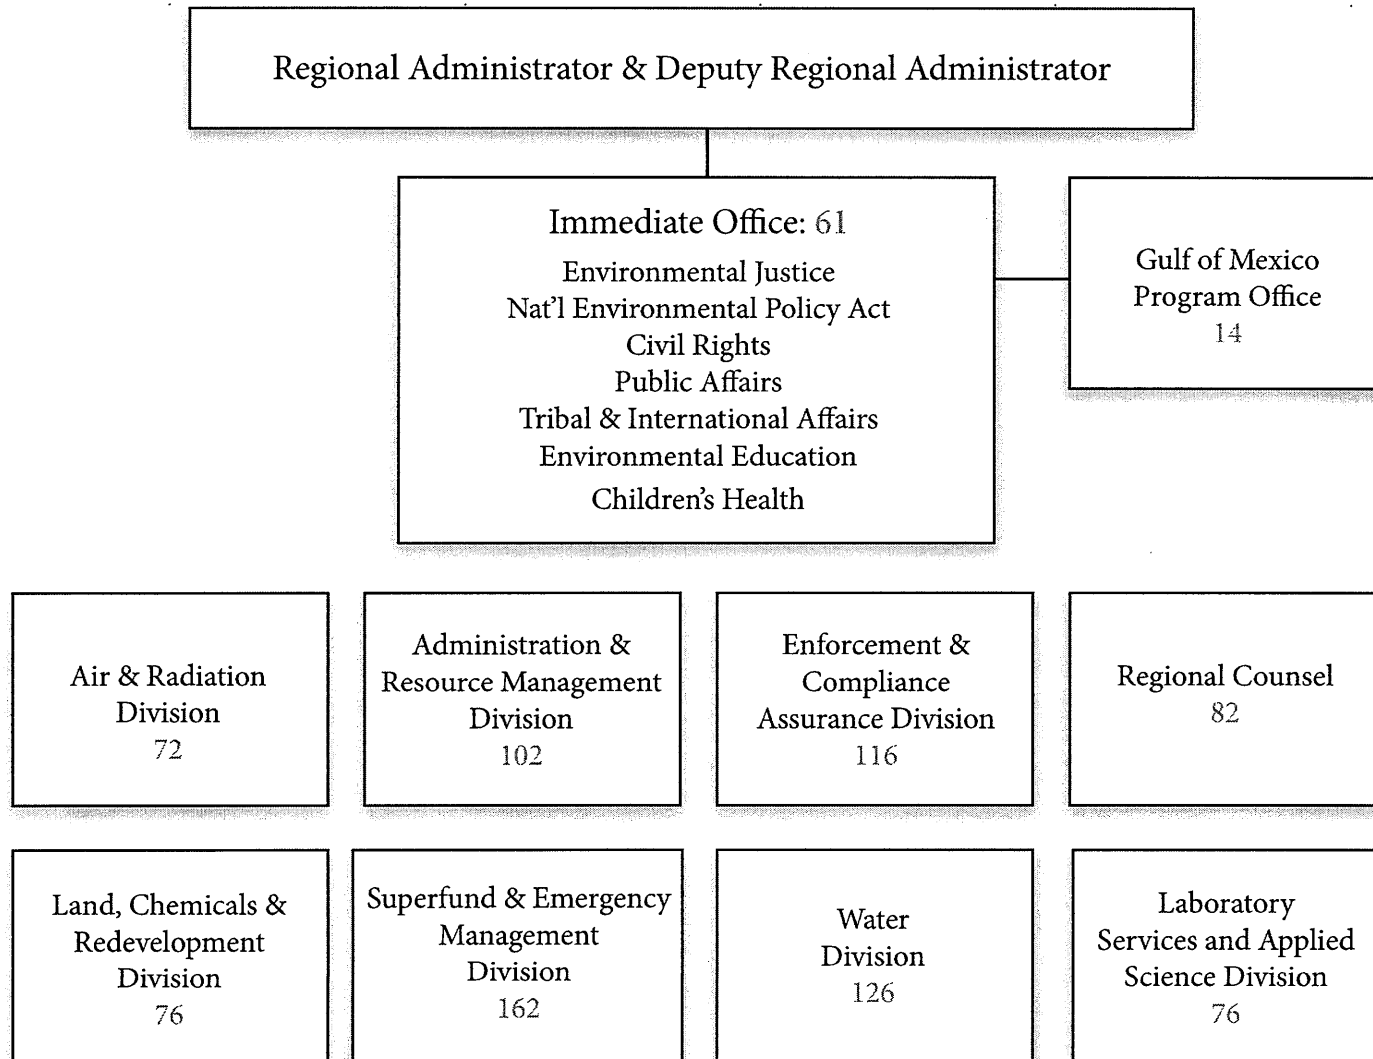 Regional Administrator & Deputy Regional Administrator
Immediate Office: 61
Environmental Justice
Nat'l Environmental Policy Act
Civil Rights
Public Affairs
Tribal & International Affairs
Environmental Education
Children's Health
Gulf of Mexico
Program Office
14
Air & Radiation
Division
72
Administration &
Resource Management
Division
102
Enforcement &
Compliance
Assurance Division
116
Regional Counsel
82
Land, Chemicals &
Redevelopment
Division
76
Superfund & Emergency
Management
Division
162
Water
Division
126
Laboratory
Services and Applied
Science Division
76